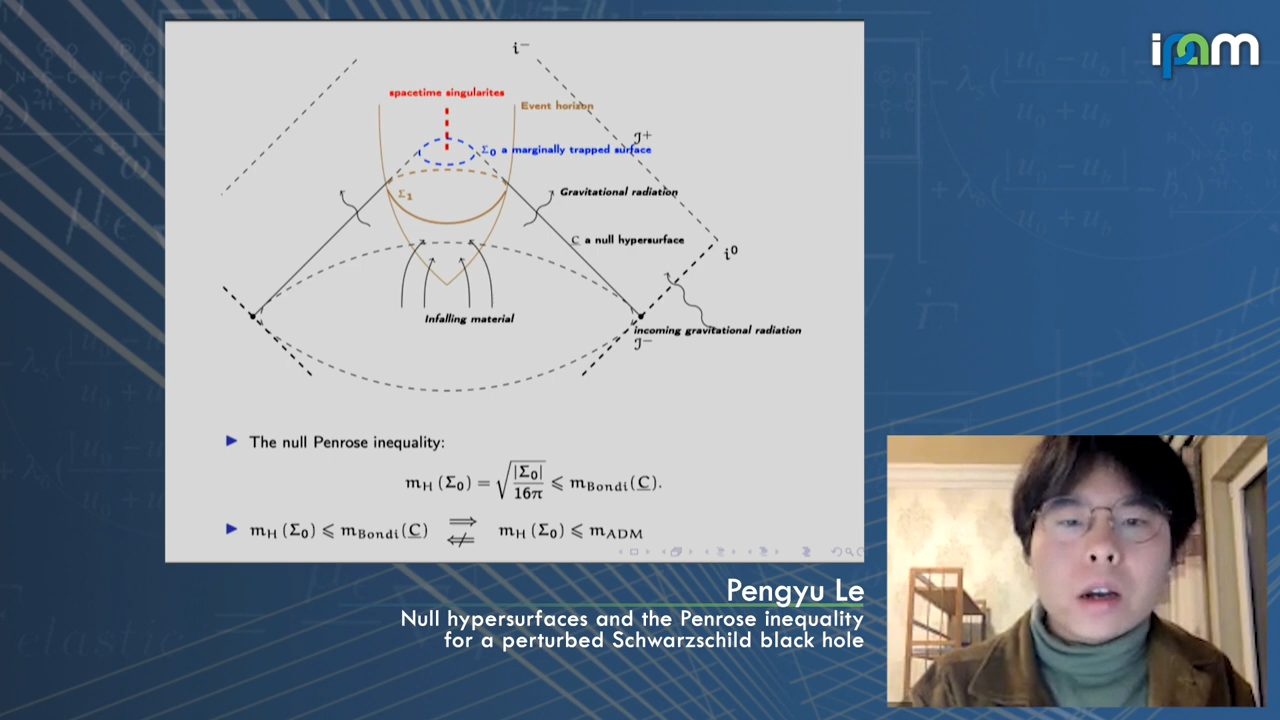 ipam
i⁻
spacetime singularites
Event horizon
ℐ⁺
Σ₀ a marginally trapped surface
Σ₁
Gravitational radiation
C̲ a null hypersurface
i⁰
Infalling material
incoming gravitational radiation
ℐ⁻
▶ The null Penrose inequality:
m_H (Σ₀) = √(|Σ₀|/16π) ⩽ m_Bondi(C̲).
▶ m_H (Σ₀) ⩽ m_Bondi(C̲) ⟹ ⇍ m_H (Σ₀) ⩽ m_ADM
Pengyu Le
Null hypersurfaces and the Penrose inequality
for a perturbed Schwarzschild black hole